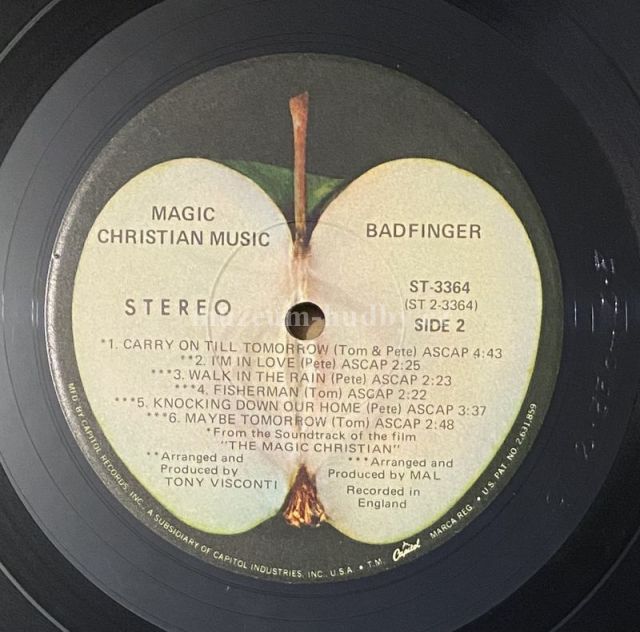 MAGIC
CHRISTIAN MUSIC
BADFINGER
STEREO
ST-3364
(ST 2-3364)
SIDE 2
*1. CARRY ON TILL TOMORROW (Tom & Pete) ASCAP 4:43
**2. I'M IN LOVE (Pete) ASCAP 2:25
***3. WALK IN THE RAIN (Pete) ASCAP 2:23
***4. FISHERMAN (Tom) ASCAP 2:22
***5. KNOCKING DOWN OUR HOME (Pete) ASCAP 3:37
***6. MAYBE TOMORROW (Tom) ASCAP 2:48
*From the Soundtrack of the film
"THE MAGIC CHRISTIAN"
**Arranged and
Produced by
TONY VISCONTI
***Arranged and
Produced by MAL
Recorded in
England
MFG. BY CAPITOL RECORDS, INC., A SUBSIDIARY OF CAPITOL INDUSTRIES, INC., U.S.A. • T.M. Capitol MARCA REG. • U.S. PAT. NO. 2,631,859